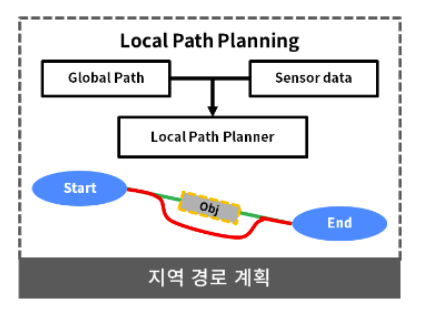 Local Path Planning
Global Path
Sensor data
Local Path Planner
Start
Obj
End
지역 경로 계획